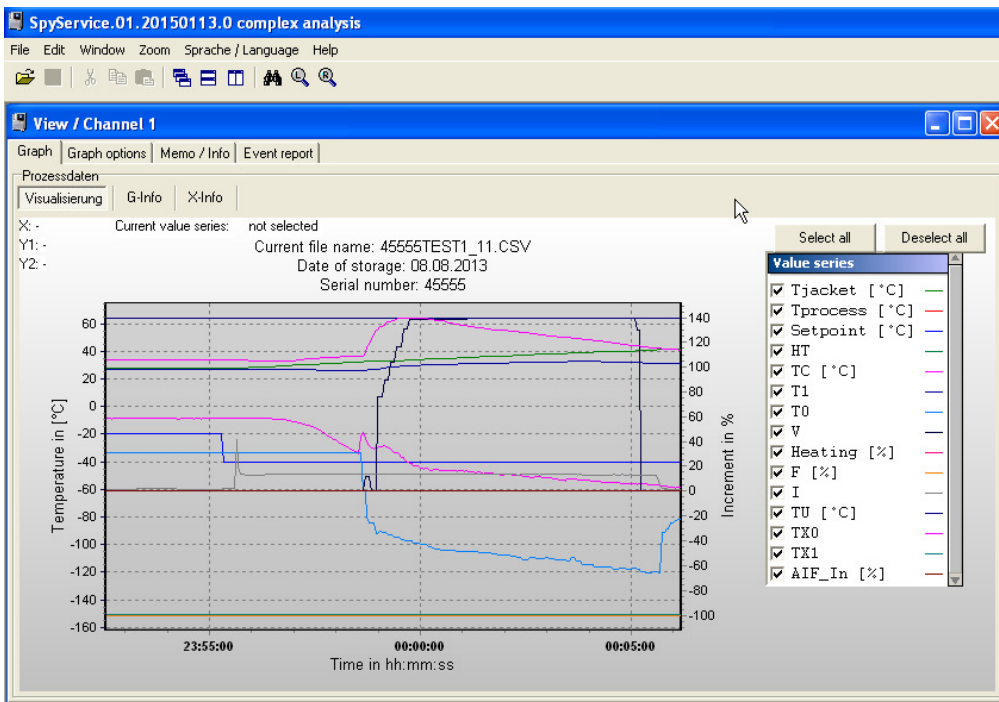 SpyService.01.20150113.0 complex analysis
File Edit Window Zoom Sprache / Language Help
View / Channel 1
Graph Graph options Memo / Info Event report
Prozessdaten
Visualisierung G-Info X-Info
X: - Current value series: not selected
Y1: -
Y2: -
Current file name: 45555TEST1_11.CSV
Date of storage: 08.08.2013
Serial number: 45555
Select all Deselect all
Value series
Tjacket [°C]
Tprocess [°C]
Setpoint [°C]
HT
TC [°C]
T1
T0
V
Heating [%]
F [%]
I
TU [°C]
TX0
TX1
AIF_In [%]
Temperature in [°C]
60
40
20
0
-20
-40
-60
-80
-100
-120
-140
-160
140
120
100
80
60
40
20
0
-20
-40
-60
-80
-100
Increment in %
23:55:00 00:00:00 00:05:00
Time in hh:mm:ss